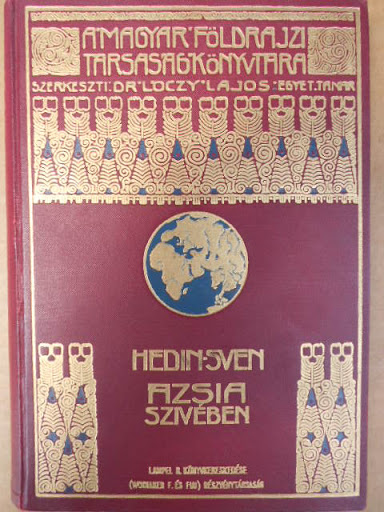 A MAGYAR FÖLDRAJZI
TÁRSASÁG KÖNYVTÁRA
SZERKESZTI: DR LÓCZY LAJOS EGYET. TANÁR
HEDIN SVEN
ÁZSIA
SZIVÉBEN
LAMPEL R. KÖNYVKERESKEDÉSE
(WODIANER F. ÉS FIAI) RÉSZVÉNYTÁRSASÁG